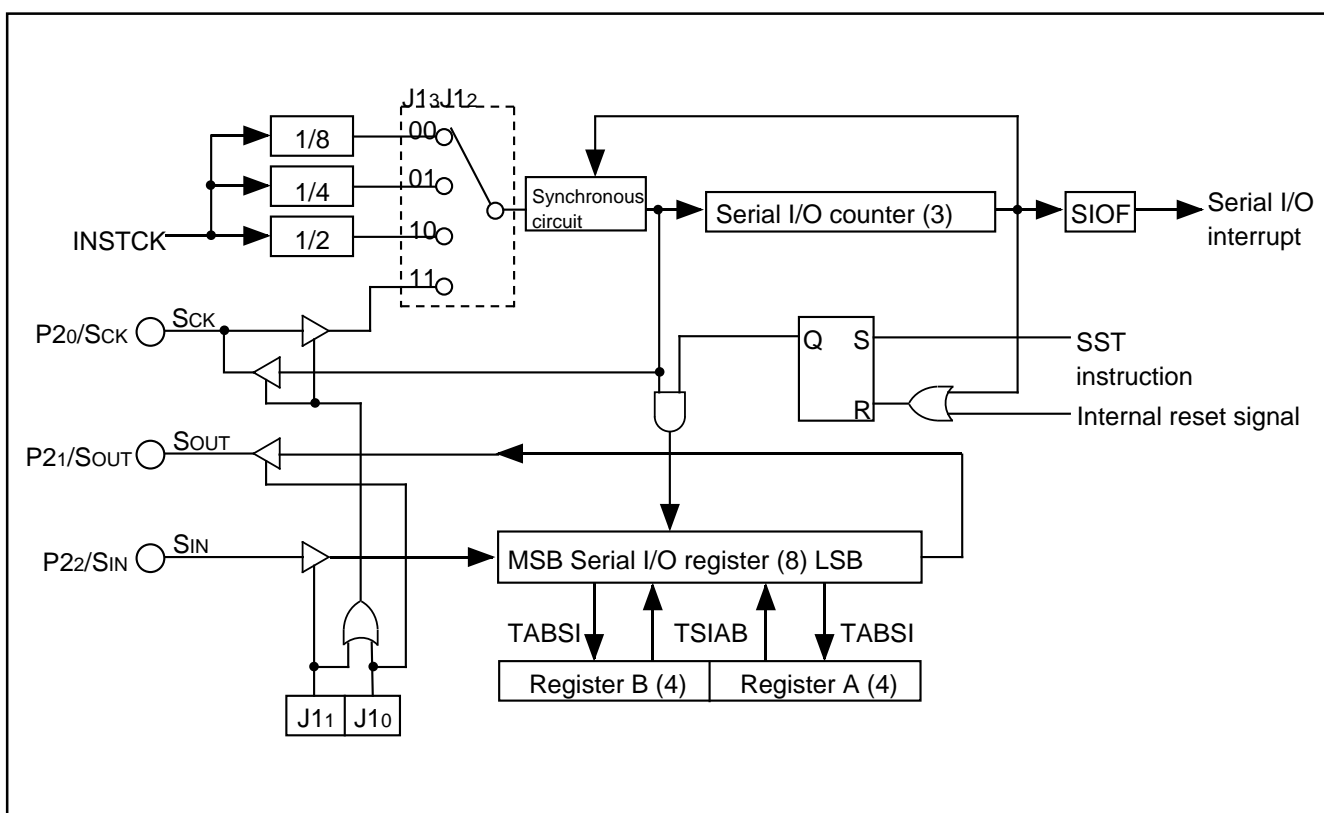 J13J12
1/8
00
1/4
01
Synchronous
circuit
Serial I/O counter (3)
SIOF
Serial I/O
interrupt
INSTCK
1/2
10
11
P20/SCK
SCK
Q
S
SST
instruction
R
Internal reset signal
P21/SOUT
SOUT
P22/SIN
SIN
MSB Serial I/O register (8) LSB
TABSI
TSIAB
TABSI
Register B (4)
Register A (4)
J11
J10